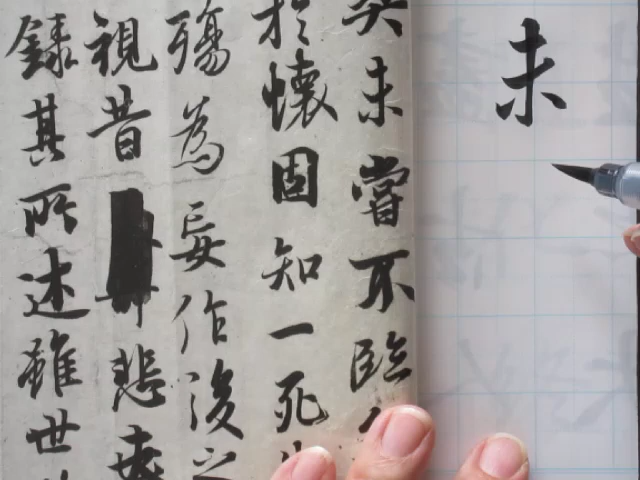 未
未嘗不臨
於懷固知一死
殤為妄作後之
視昔悲夫
錄其所述雖世